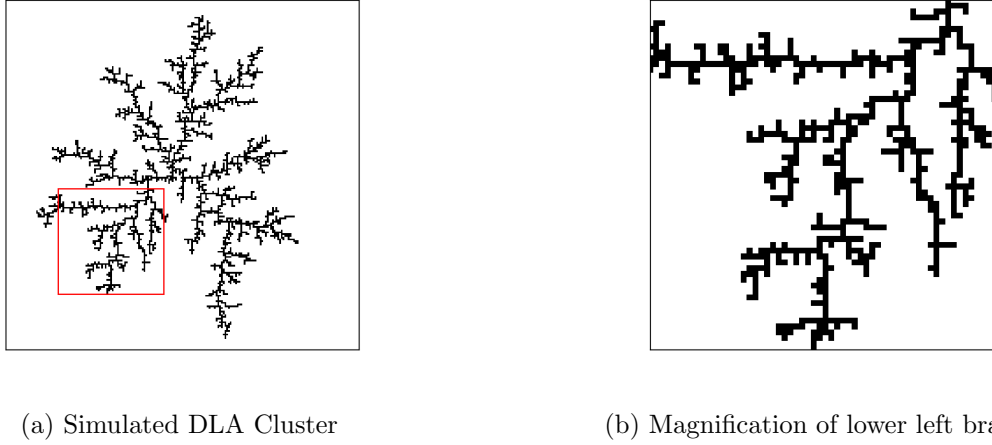 (a) Simulated DLA Cluster
(b) Magnification of lower left bra